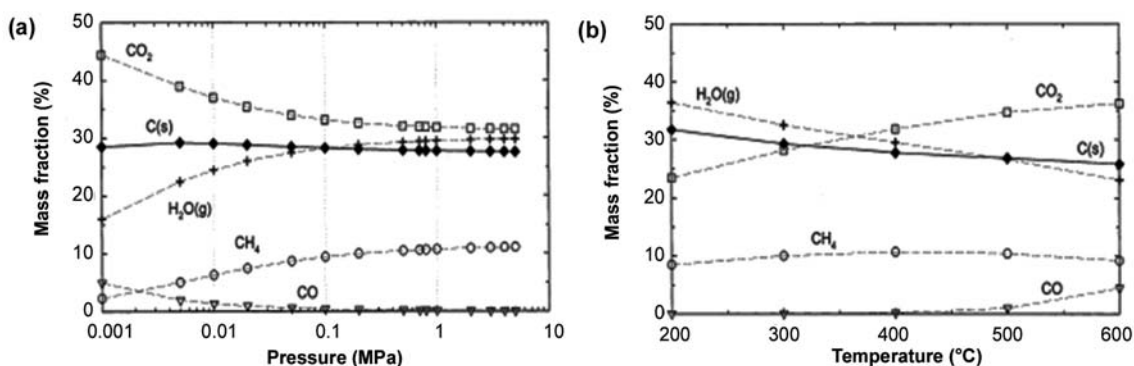 (a)
50
40
30
20
10
0
Mass fraction (%)
CO₂
C(s)
H₂O(g)
CH₄
CO
0.001 0.01 0.1 1 10
Pressure (MPa)
(b)
50
40
30
20
10
0
Mass fraction (%)
H₂O(g)
CO₂
C(s)
CH₄
CO
200 300 400 500 600
Temperature (°C)